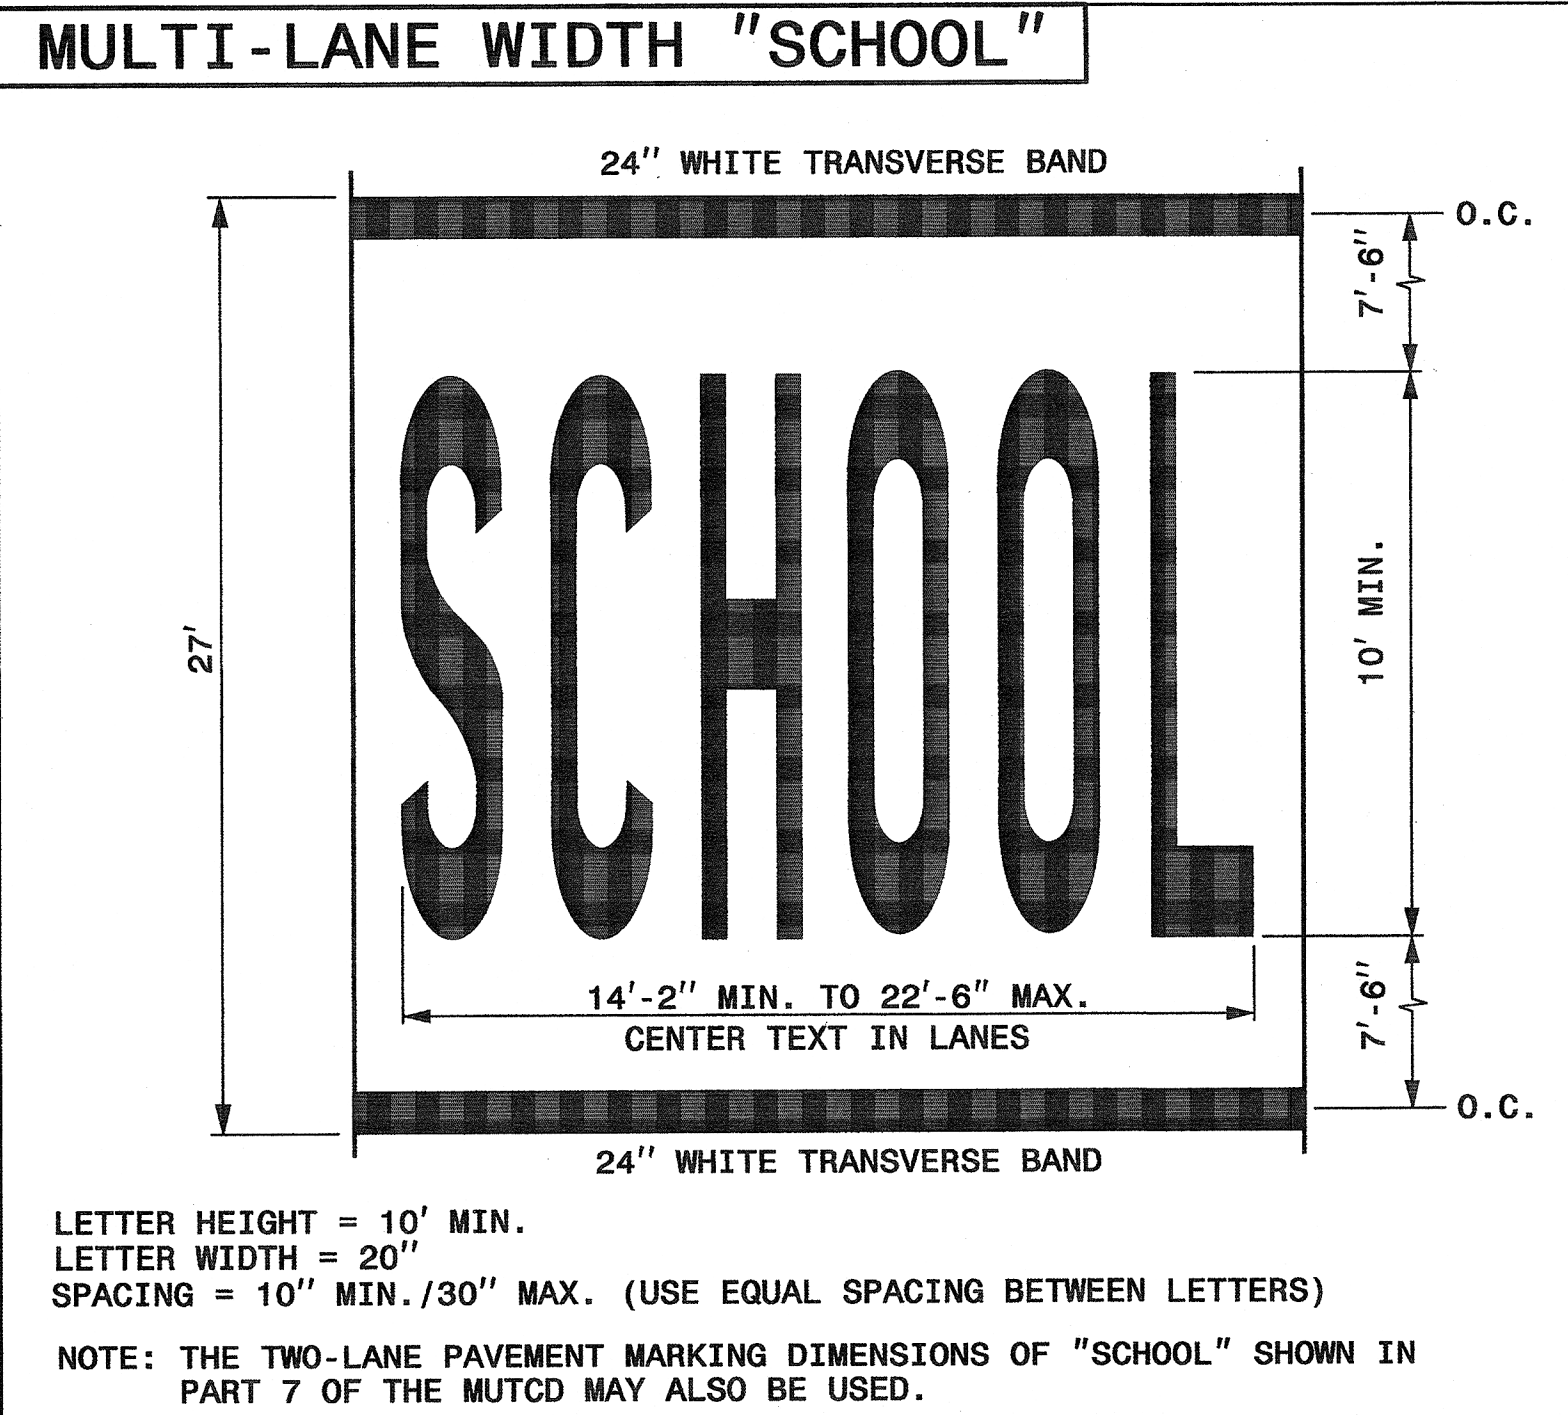 MULTI-LANE WIDTH "SCHOOL"
24" WHITE TRANSVERSE BAND
O.C.
7'-6"
27'
SCHOOL
10' MIN.
14'-2" MIN. TO 22'-6" MAX.
CENTER TEXT IN LANES
7'-6"
O.C.
24" WHITE TRANSVERSE BAND
LETTER HEIGHT = 10' MIN.
LETTER WIDTH = 20"
SPACING = 10" MIN./30" MAX. (USE EQUAL SPACING BETWEEN LETTERS)
NOTE: THE TWO-LANE PAVEMENT MARKING DIMENSIONS OF "SCHOOL" SHOWN IN
PART 7 OF THE MUTCD MAY ALSO BE USED.